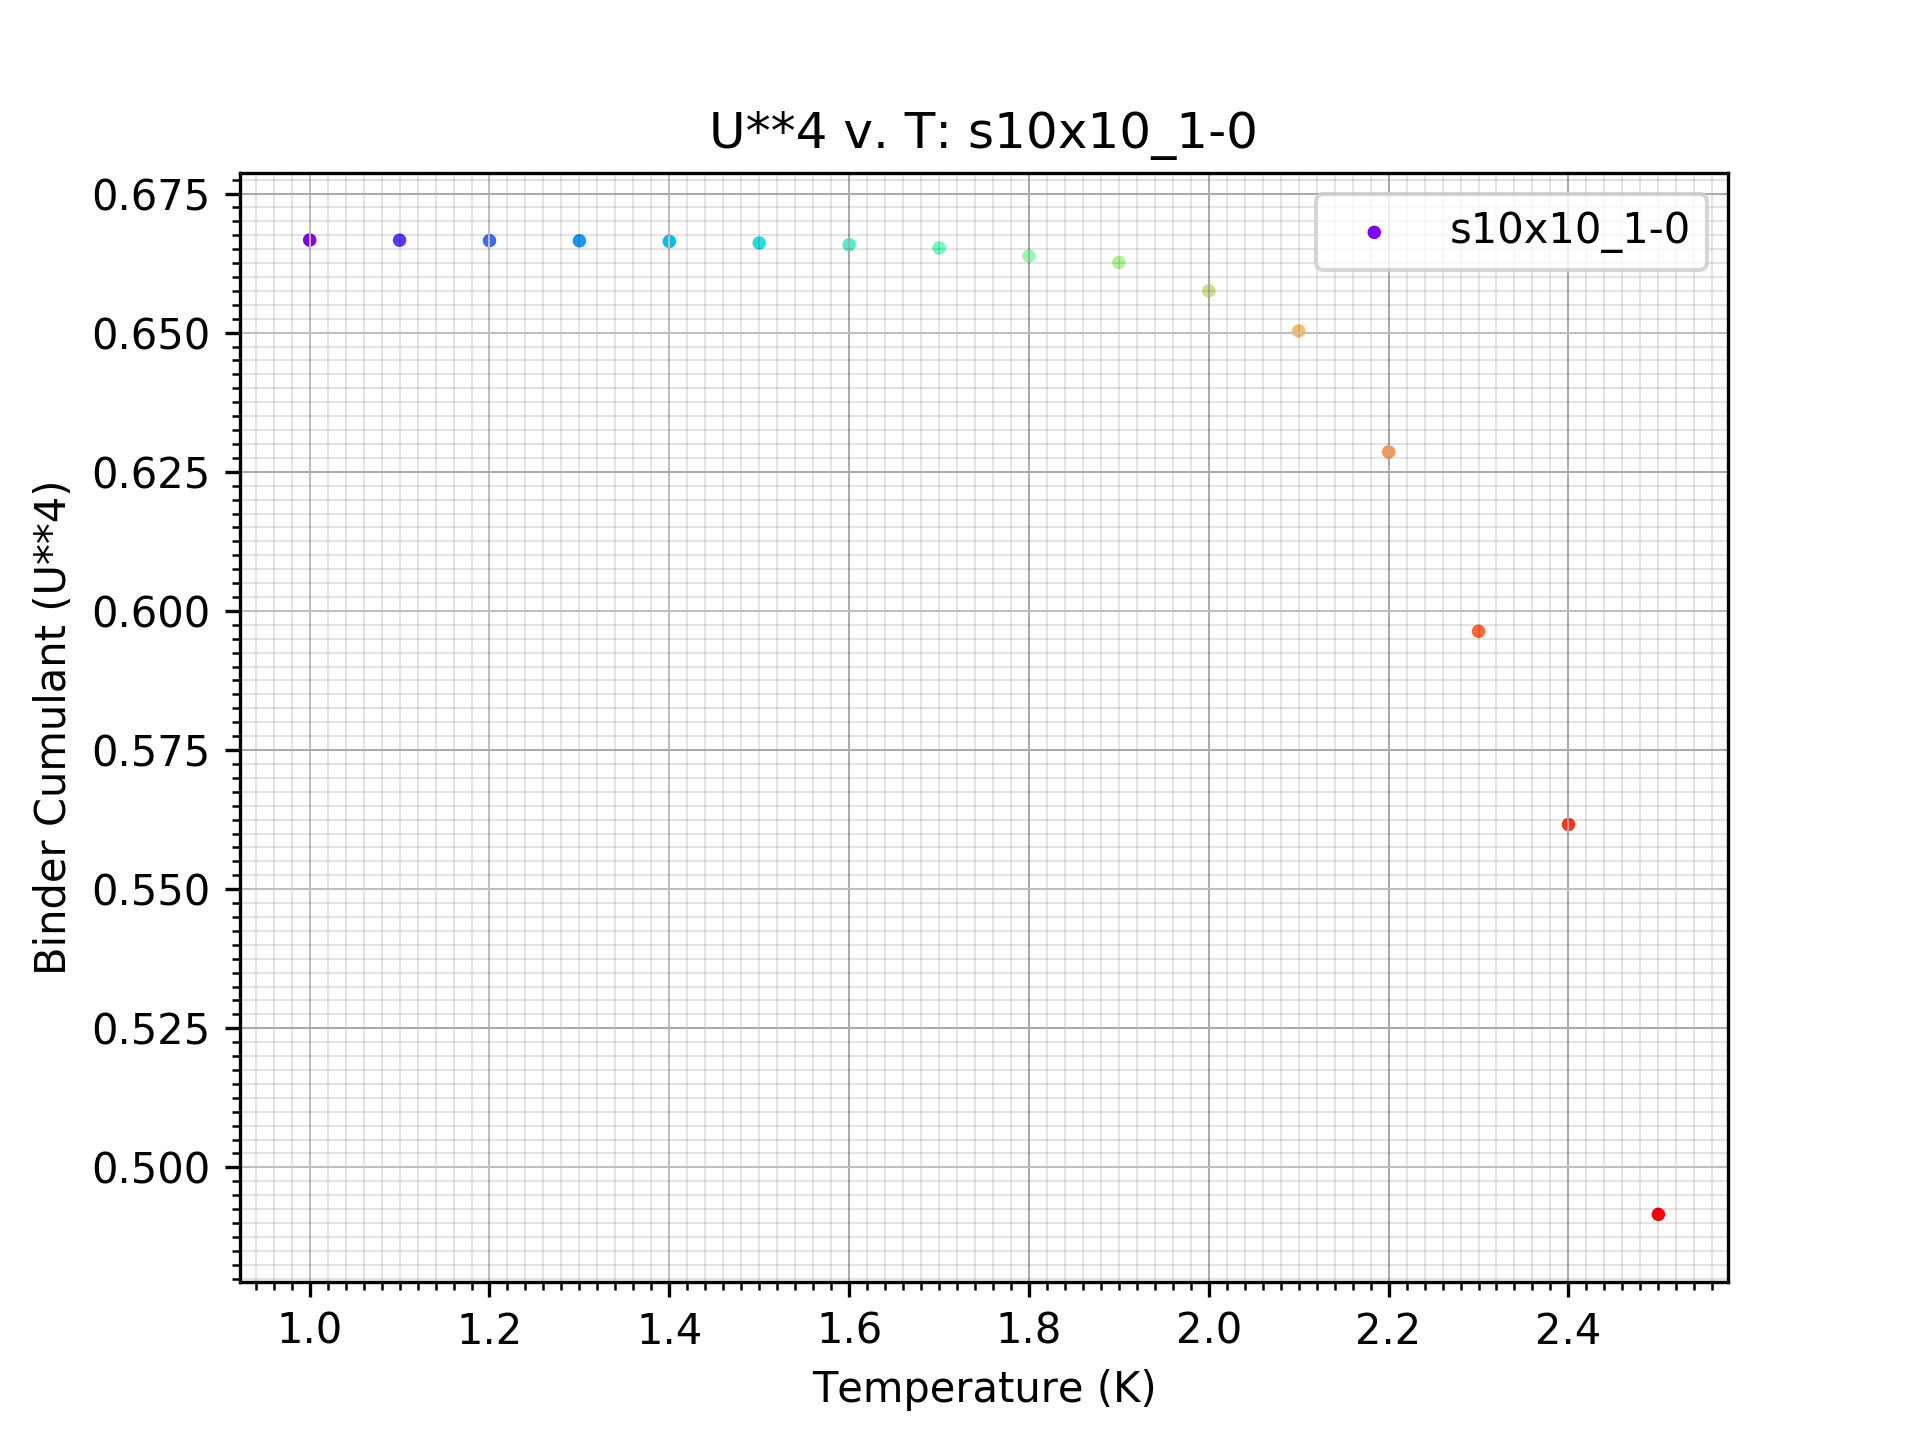 U**4 v. T: s10x10_1-0
s10x10_1-0
0.675
0.650
0.625
0.600
0.575
0.550
0.525
0.500
Binder Cumulant (U**4)
1.0 1.2 1.4 1.6 1.8 2.0 2.2 2.4
Temperature (K)